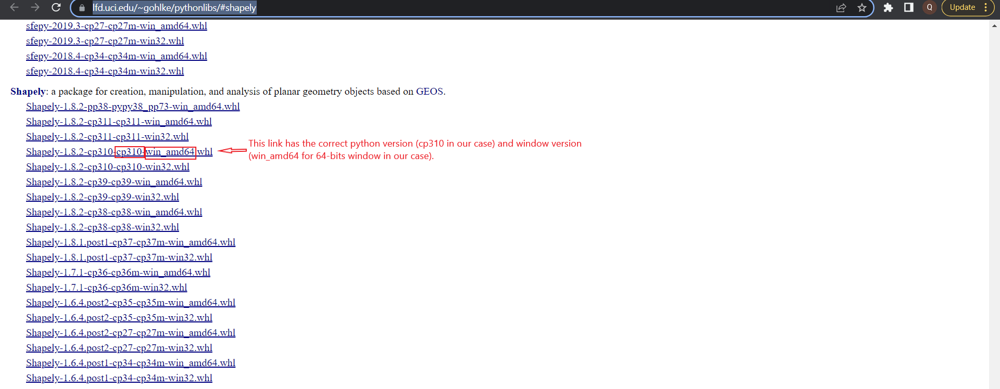 lfd.uci.edu/~gohlke/pythonlibs/#shapely
Q
Update
sfepy-2019.3-cp27-cp27m-win_amd64.whl
sfepy-2019.3-cp27-cp27m-win32.whl
sfepy-2018.4-cp34-cp34m-win_amd64.whl
sfepy-2018.4-cp34-cp34m-win32.whl
Shapely: a package for creation, manipulation, and analysis of planar geometry objects based on GEOS.
Shapely-1.8.2-pp38-pypy38_pp73-win_amd64.whl
Shapely-1.8.2-cp311-cp311-win_amd64.whl
Shapely-1.8.2-cp311-cp311-win32.whl
Shapely-1.8.2-cp310-cp310-win_amd64.whl
This link has the correct python version (cp310 in our case) and window version
(win_amd64 for 64-bits window in our case).
Shapely-1.8.2-cp310-cp310-win32.whl
Shapely-1.8.2-cp39-cp39-win_amd64.whl
Shapely-1.8.2-cp39-cp39-win32.whl
Shapely-1.8.2-cp38-cp38-win_amd64.whl
Shapely-1.8.2-cp38-cp38-win32.whl
Shapely-1.8.1.post1-cp37-cp37m-win_amd64.whl
Shapely-1.8.1.post1-cp37-cp37m-win32.whl
Shapely-1.7.1-cp36-cp36m-win_amd64.whl
Shapely-1.7.1-cp36-cp36m-win32.whl
Shapely-1.6.4.post2-cp35-cp35m-win_amd64.whl
Shapely-1.6.4.post2-cp35-cp35m-win32.whl
Shapely-1.6.4.post2-cp27-cp27m-win_amd64.whl
Shapely-1.6.4.post2-cp27-cp27m-win32.whl
Shapely-1.6.4.post1-cp34-cp34m-win_amd64.whl
Shapely-1.6.4.post1-cp34-cp34m-win32.whl